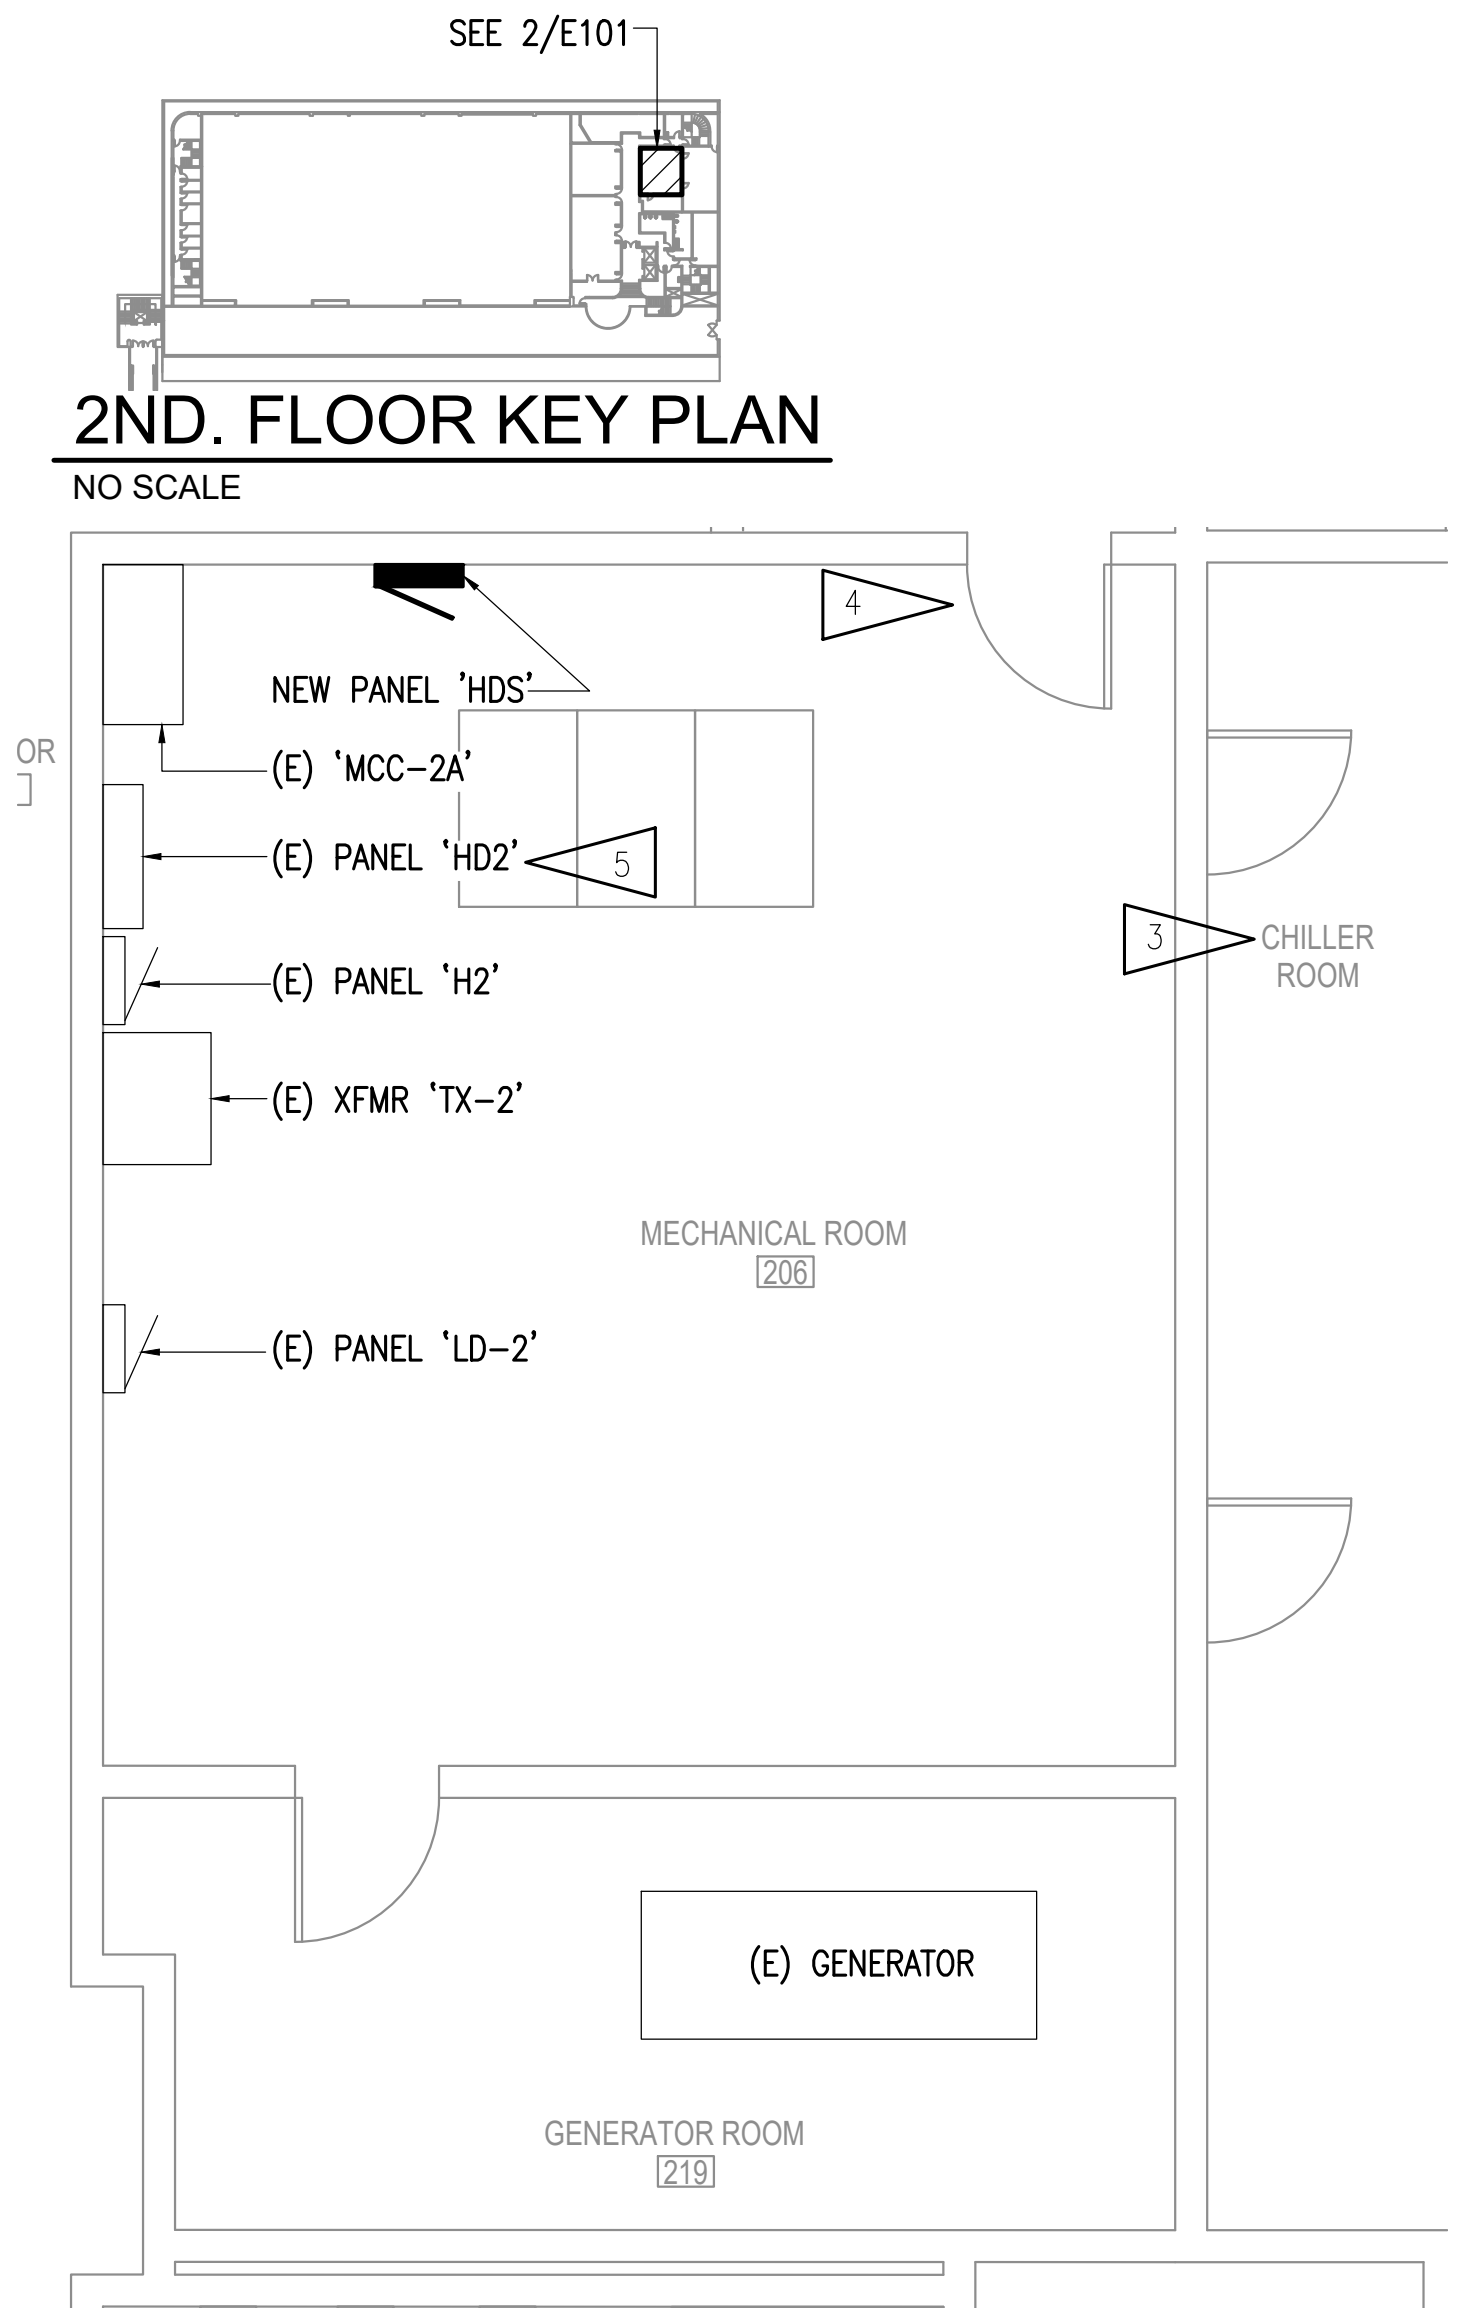 SEE 2/E101
2ND. FLOOR KEY PLAN
NO SCALE
4
NEW PANEL 'HDS'
OR
(E) 'MCC-2A'
(E) PANEL 'HD2'
5
3
CHILLER
ROOM
(E) PANEL 'H2'
(E) XFMR 'TX-2'
MECHANICAL ROOM
206
(E) PANEL 'LD-2'
(E) GENERATOR
GENERATOR ROOM
219